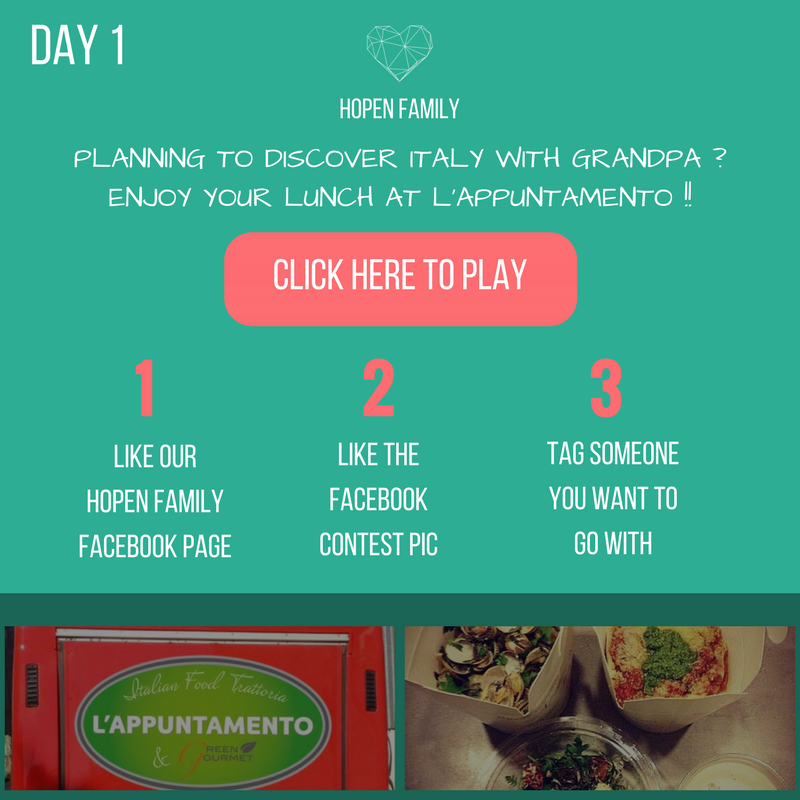 DAY 1
HOPEN FAMILY
PLANNING TO DISCOVER ITALY WITH GRANDPA ?
ENJOY YOUR LUNCH AT L'APPUNTAMENTO !!
CLICK HERE TO PLAY
1
LIKE OUR
HOPEN FAMILY
FACEBOOK PAGE
2
LIKE THE
FACEBOOK
CONTEST PIC
3
TAG SOMEONE
YOU WANT TO
GO WITH
Italian Food Trattoria
L'APPUNTAMENTO
& GREEN
GOURMET